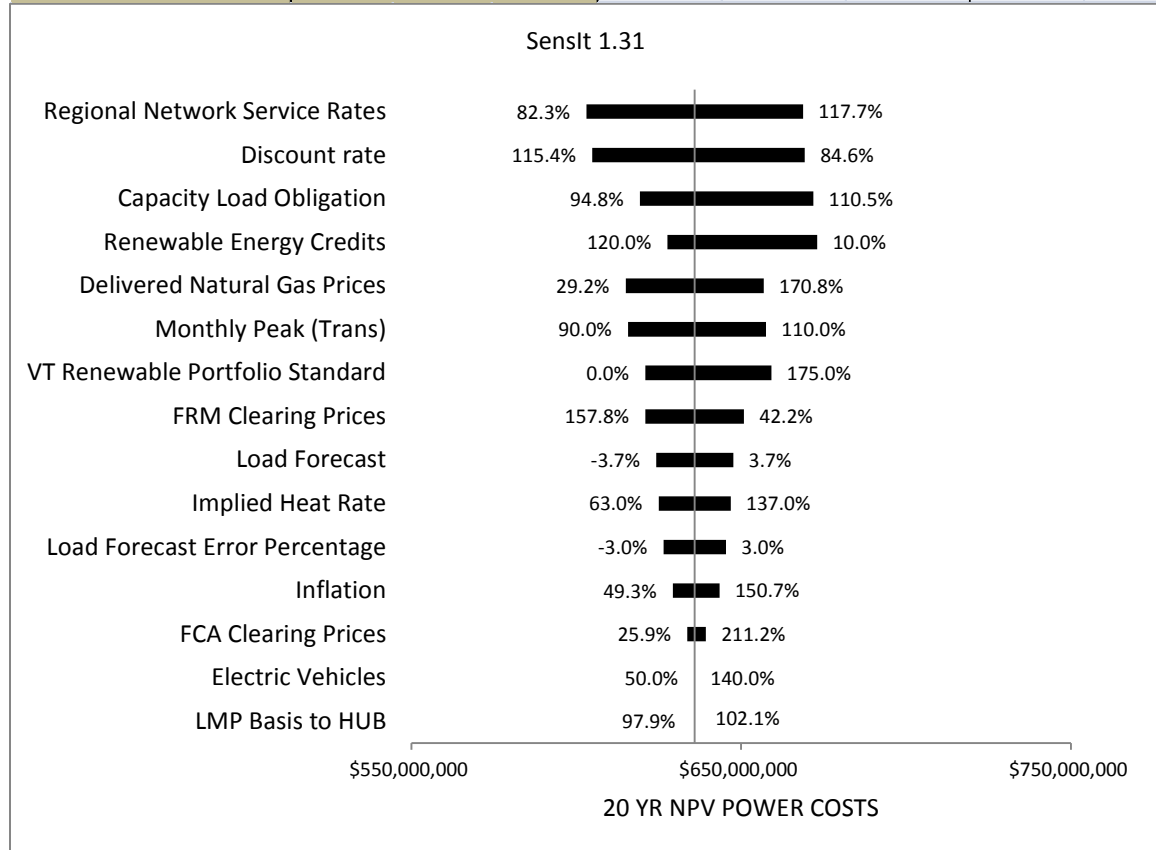 SensIt 1.31
Regional Network Service Rates 82.3% 117.7%
Discount rate 115.4% 84.6%
Capacity Load Obligation 94.8% 110.5%
Renewable Energy Credits 120.0% 10.0%
Delivered Natural Gas Prices 29.2% 170.8%
Monthly Peak (Trans) 90.0% 110.0%
VT Renewable Portfolio Standard 0.0% 175.0%
FRM Clearing Prices 157.8% 42.2%
Load Forecast -3.7% 3.7%
Implied Heat Rate 63.0% 137.0%
Load Forecast Error Percentage -3.0% 3.0%
Inflation 49.3% 150.7%
FCA Clearing Prices 25.9% 211.2%
Electric Vehicles 50.0% 140.0%
LMP Basis to HUB 97.9% 102.1%
$550,000,000 $650,000,000 $750,000,000
20 YR NPV POWER COSTS